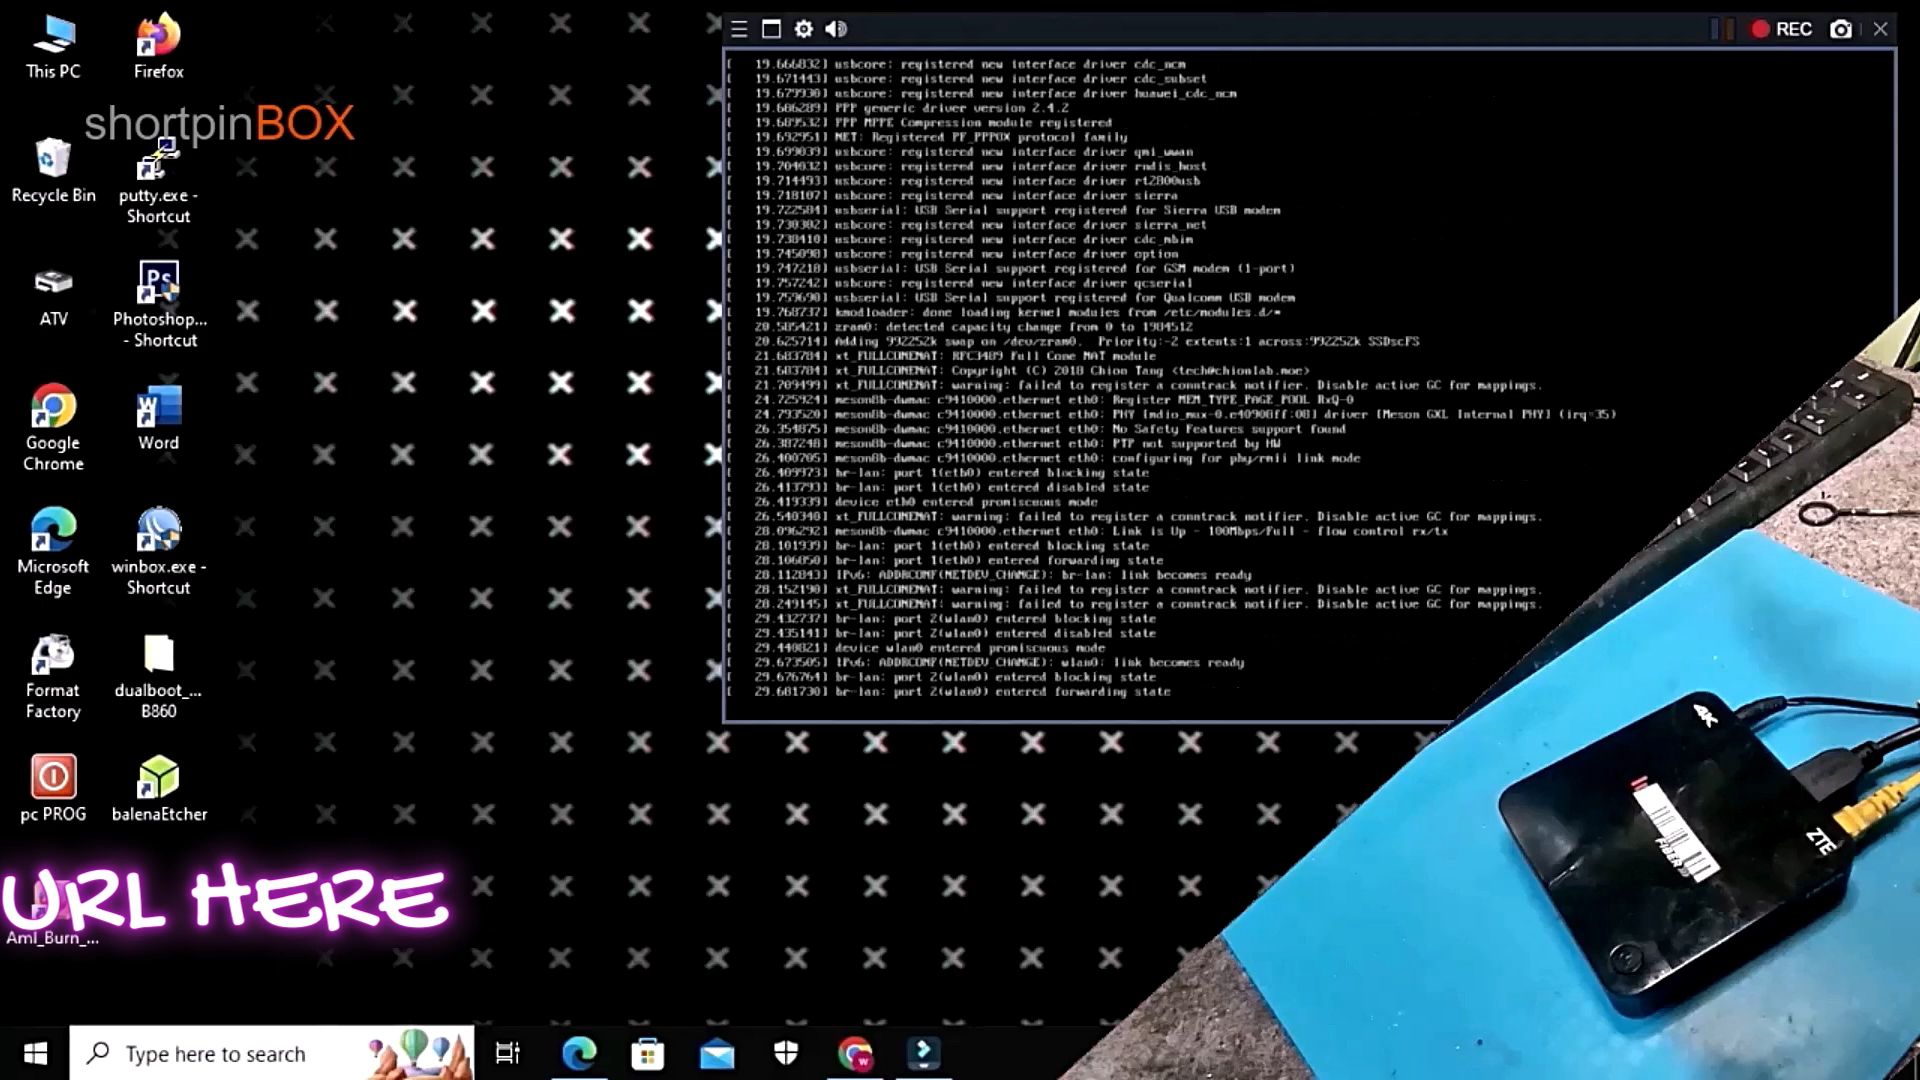 This PC
Firefox
shortpinBOX
Recycle Bin
putty.exe -
Shortcut
ATV
Photoshop...
- Shortcut
Google
Chrome
Word
Microsoft
Edge
winbox.exe -
Shortcut
Format
Factory
dualboot_...
B860
pc PROG
balenaEtcher
URL HERE
Aml_Burn_...
Type here to search
REC
[ 19.666832] usbcore: registered new interface driver cdc_ncm
[ 19.671443] usbcore: registered new interface driver cdc_subset
[ 19.679930] usbcore: registered new interface driver huawei_cdc_ncm
[ 19.686289] PPP generic driver version 2.4.2
[ 19.689532] PPP MPPE Compression module registered
[ 19.692951] NET: Registered PF_PPPOX protocol family
[ 19.699039] usbcore: registered new interface driver qmi_wwan
[ 19.704032] usbcore: registered new interface driver rndis_host
[ 19.714493] usbcore: registered new interface driver rt2800usb
[ 19.718107] usbcore: registered new interface driver sierra
[ 19.722584] usbserial: USB Serial support registered for Sierra USB modem
[ 19.730302] usbcore: registered new interface driver sierra_net
[ 19.738410] usbcore: registered new interface driver cdc_mbim
[ 19.745098] usbcore: registered new interface driver option
[ 19.747218] usbserial: USB Serial support registered for GSM modem (1-port)
[ 19.757242] usbcore: registered new interface driver qcserial
[ 19.759690] usbserial: USB Serial support registered for Qualcomm USB modem
[ 19.768737] kmodloader: done loading kernel modules from /etc/modules.d/*
[ 20.585421] zram0: detected capacity change from 0 to 1984512
[ 20.625714] Adding 992252k swap on /dev/zram0. Priority:-2 extents:1 across:992252k SSDscFS
[ 21.683784] xt_FULLCONENAT: RFC3489 Full Cone NAT module
[ 21.683784] xt_FULLCONENAT: Copyright (C) 2018 Chion Tang <tech@chionlab.moe>
[ 21.709499] xt_FULLCONENAT: warning: failed to register a conntrack notifier. Disable active GC for mappings.
[ 24.725924] meson8b-dwmac c9410000.ethernet eth0: Register MEM_TYPE_PAGE_POOL RxQ-0
[ 24.793520] meson8b-dwmac c9410000.ethernet eth0: PHY [mdio_mux-0.e40908ff:08] driver [Meson GXL Internal PHY] (irq=35)
[ 26.354875] meson8b-dwmac c9410000.ethernet eth0: No Safety Features support found
[ 26.387248] meson8b-dwmac c9410000.ethernet eth0: PTP not supported by HW
[ 26.400705] meson8b-dwmac c9410000.ethernet eth0: configuring for phy/rmii link mode
[ 26.409973] br-lan: port 1(eth0) entered blocking state
[ 26.413793] br-lan: port 1(eth0) entered disabled state
[ 26.419339] device eth0 entered promiscuous mode
[ 26.540340] xt_FULLCONENAT: warning: failed to register a conntrack notifier. Disable active GC for mappings.
[ 28.096292] meson8b-dwmac c9410000.ethernet eth0: Link is Up - 100Mbps/Full - flow control rx/tx
[ 28.101939] br-lan: port 1(eth0) entered blocking state
[ 28.106050] br-lan: port 1(eth0) entered forwarding state
[ 28.112843] IPv6: ADDRCONF(NETDEV_CHANGE): br-lan: link becomes ready
[ 28.152190] xt_FULLCONENAT: warning: failed to register a conntrack notifier. Disable active GC for mappings.
[ 28.249145] xt_FULLCONENAT: warning: failed to register a conntrack notifier. Disable active GC for mappings.
[ 29.432737] br-lan: port 2(wlan0) entered blocking state
[ 29.435141] br-lan: port 2(wlan0) entered disabled state
[ 29.440821] device wlan0 entered promiscuous mode
[ 29.673505] IPv6: ADDRCONF(NETDEV_CHANGE): wlan0: link becomes ready
[ 29.676764] br-lan: port 2(wlan0) entered blocking state
[ 29.681730] br-lan: port 2(wlan0) entered forwarding state
4K
ZTE